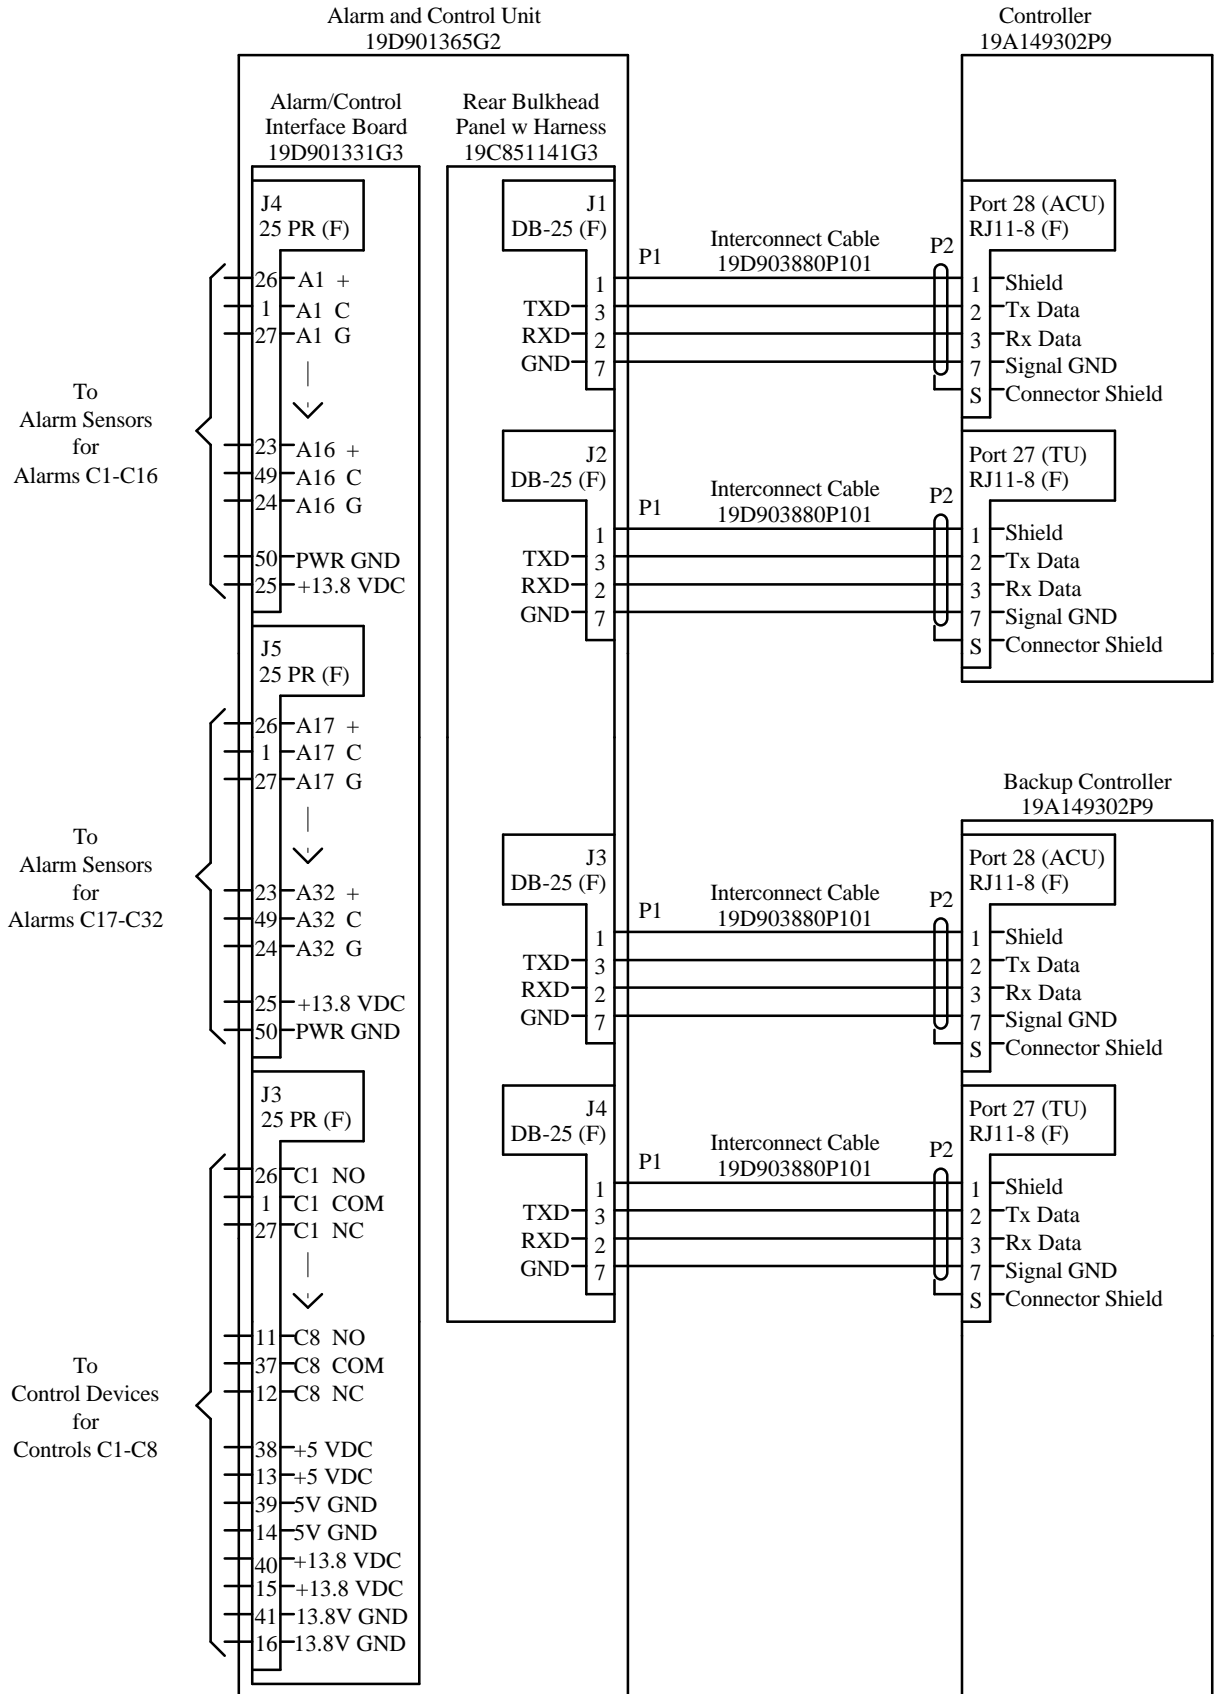 Alarm and Control Unit
19D901365G2
Controller
19A149302P9
Alarm/Control
Interface Board
19D901331G3
Rear Bulkhead
Panel w Harness
19C851141G3
J4
25 PR (F)
26 A1 +
1 A1 C
27 A1 G
23 A16 +
49 A16 C
24 A16 G
50 PWR GND
25 +13.8 VDC
To
Alarm Sensors
for
Alarms C1-C16
J5
25 PR (F)
26 A17 +
1 A17 C
27 A17 G
23 A32 +
49 A32 C
24 A32 G
25 +13.8 VDC
50 PWR GND
To
Alarm Sensors
for
Alarms C17-C32
J3
25 PR (F)
26 C1 NO
1 C1 COM
27 C1 NC
11 C8 NO
37 C8 COM
12 C8 NC
38 +5 VDC
13 +5 VDC
39 5V GND
14 5V GND
40 +13.8 VDC
15 +13.8 VDC
41 13.8V GND
16 13.8V GND
To
Control Devices
for
Controls C1-C8
J1
DB-25 (F)
1
TXD 3
RXD 2
GND 7
P1
Interconnect Cable
19D903880P101
P2
Port 28 (ACU)
RJ11-8 (F)
1 Shield
2 Tx Data
3 Rx Data
7 Signal GND
S Connector Shield
J2
DB-25 (F)
1
TXD 3
RXD 2
GND 7
P1
Interconnect Cable
19D903880P101
P2
Port 27 (TU)
RJ11-8 (F)
1 Shield
2 Tx Data
3 Rx Data
7 Signal GND
S Connector Shield
Backup Controller
19A149302P9
J3
DB-25 (F)
1
TXD 3
RXD 2
GND 7
P1
Interconnect Cable
19D903880P101
P2
Port 28 (ACU)
RJ11-8 (F)
1 Shield
2 Tx Data
3 Rx Data
7 Signal GND
S Connector Shield
J4
DB-25 (F)
1
TXD 3
RXD 2
GND 7
P1
Interconnect Cable
19D903880P101
P2
Port 27 (TU)
RJ11-8 (F)
1 Shield
2 Tx Data
3 Rx Data
7 Signal GND
S Connector Shield